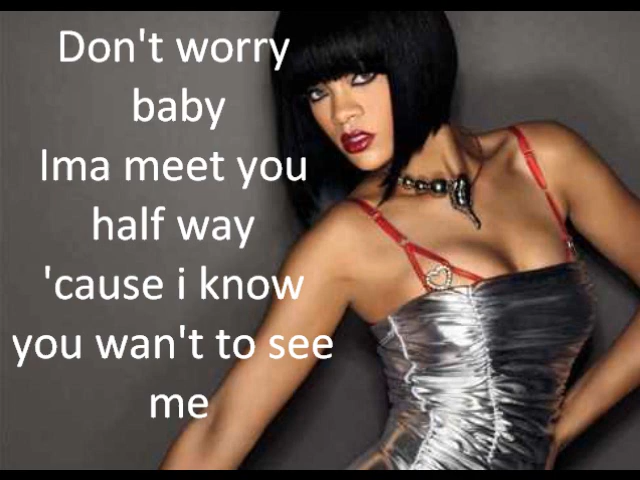 Don't worry
baby
Ima meet you
half way
'cause i know
you wan't to see
me